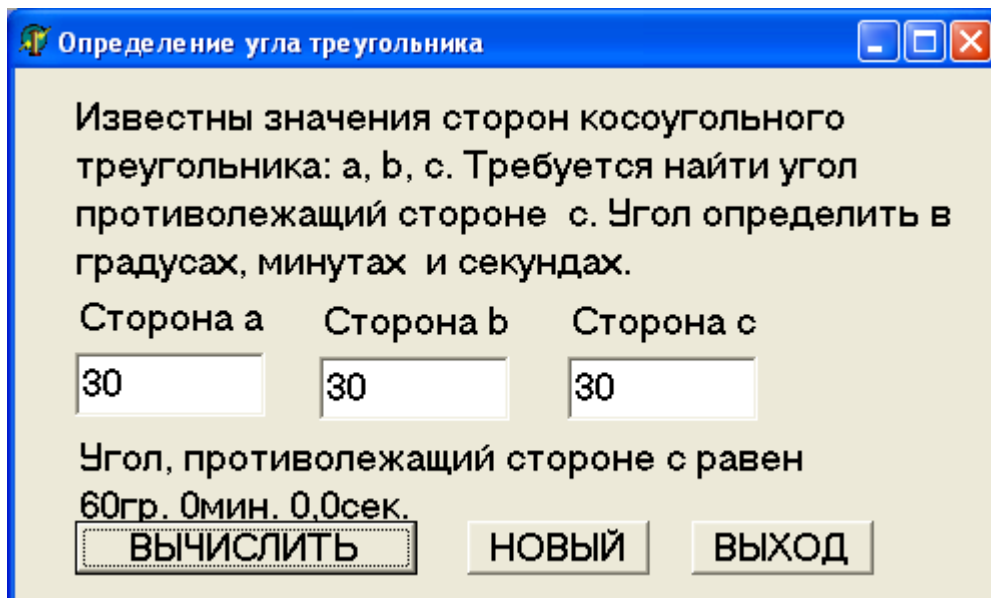 Определение угла треугольника
Известны значения сторон косоугольного
треугольника: a, b, c. Требуется найти угол
противолежащий стороне с. Угол определить в
градусах, минутах и секундах.
Сторона a Сторона b Сторона c
30 30 30
Угол, противолежащий стороне с равен
60гр. 0мин. 0,0сек.
ВЫЧИСЛИТЬ НОВЫЙ ВЫХОД